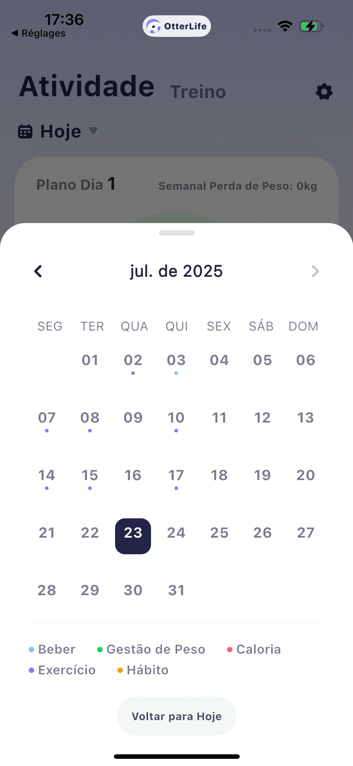 17:36
◀ Réglages
OtterLife
Atividade Treino
Hoje
Plano Dia 1 Semanal Perda de Peso: 0kg
jul. de 2025
SEG TER QUA QUI SEX SÁB DOM
01 02 03 04 05 06
07 08 09 10 11 12 13
14 15 16 17 18 19 20
21 22 23 24 25 26 27
28 29 30 31
Beber Gestão de Peso Caloria
Exercício Hábito
Voltar para Hoje